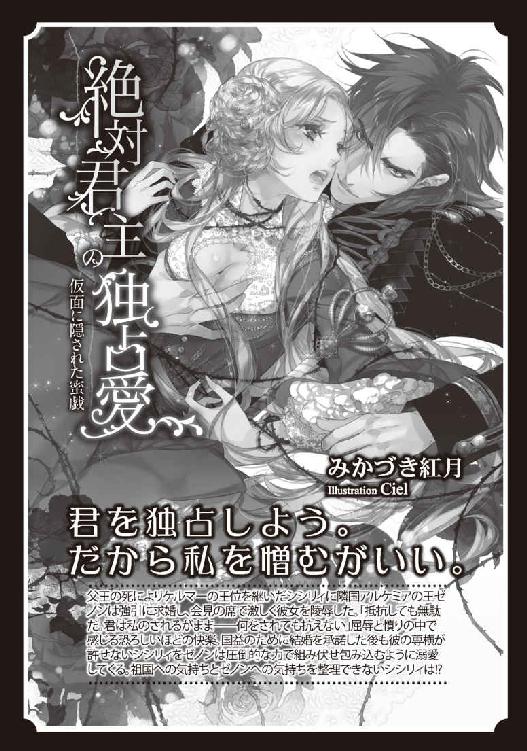 絶対君主の独占愛
仮面に隠された蜜戯
みかづき紅月
Illustration Ciel
君を独占しよう。
だから私を憎むがいい。
父王の死によりケルマーの王位を継いだシシリィに隣国アルケミアの王ゼ
ノンは強引に求婚し、会見の席で激しく彼女を陵辱した。「抵抗しても無駄
だ。君は私のされるがまま――何をされても抗えない」屈辱と憤りの中で
感じる恐ろしいほどの快楽。国益のために結婚を承諾した後も彼の専横が
許せないシシリィをゼノンは圧倒的な力で組み伏せ包み込むように溺愛
してくる。祖国への気持ちとゼノンへの気持ちを整理できないシシリィは!?